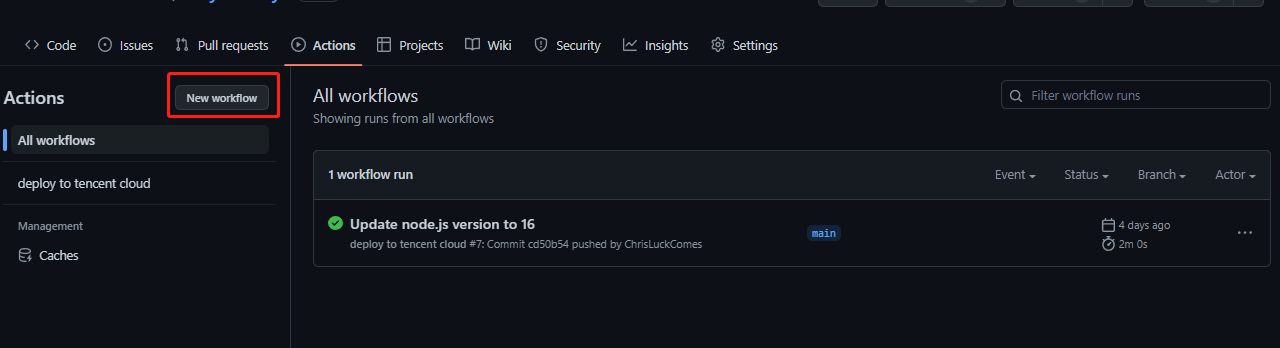 Code Issues Pull requests Actions Projects Wiki Security Insights Settings
Actions
New workflow
All workflows
deploy to tencent cloud
Management
Caches
All workflows
Showing runs from all workflows
Filter workflow runs
1 workflow run
Event Status Branch Actor
Update node.js version to 16
deploy to tencent cloud #7: Commit cd50b54 pushed by ChrisLuckComes
main
4 days ago
2m 0s